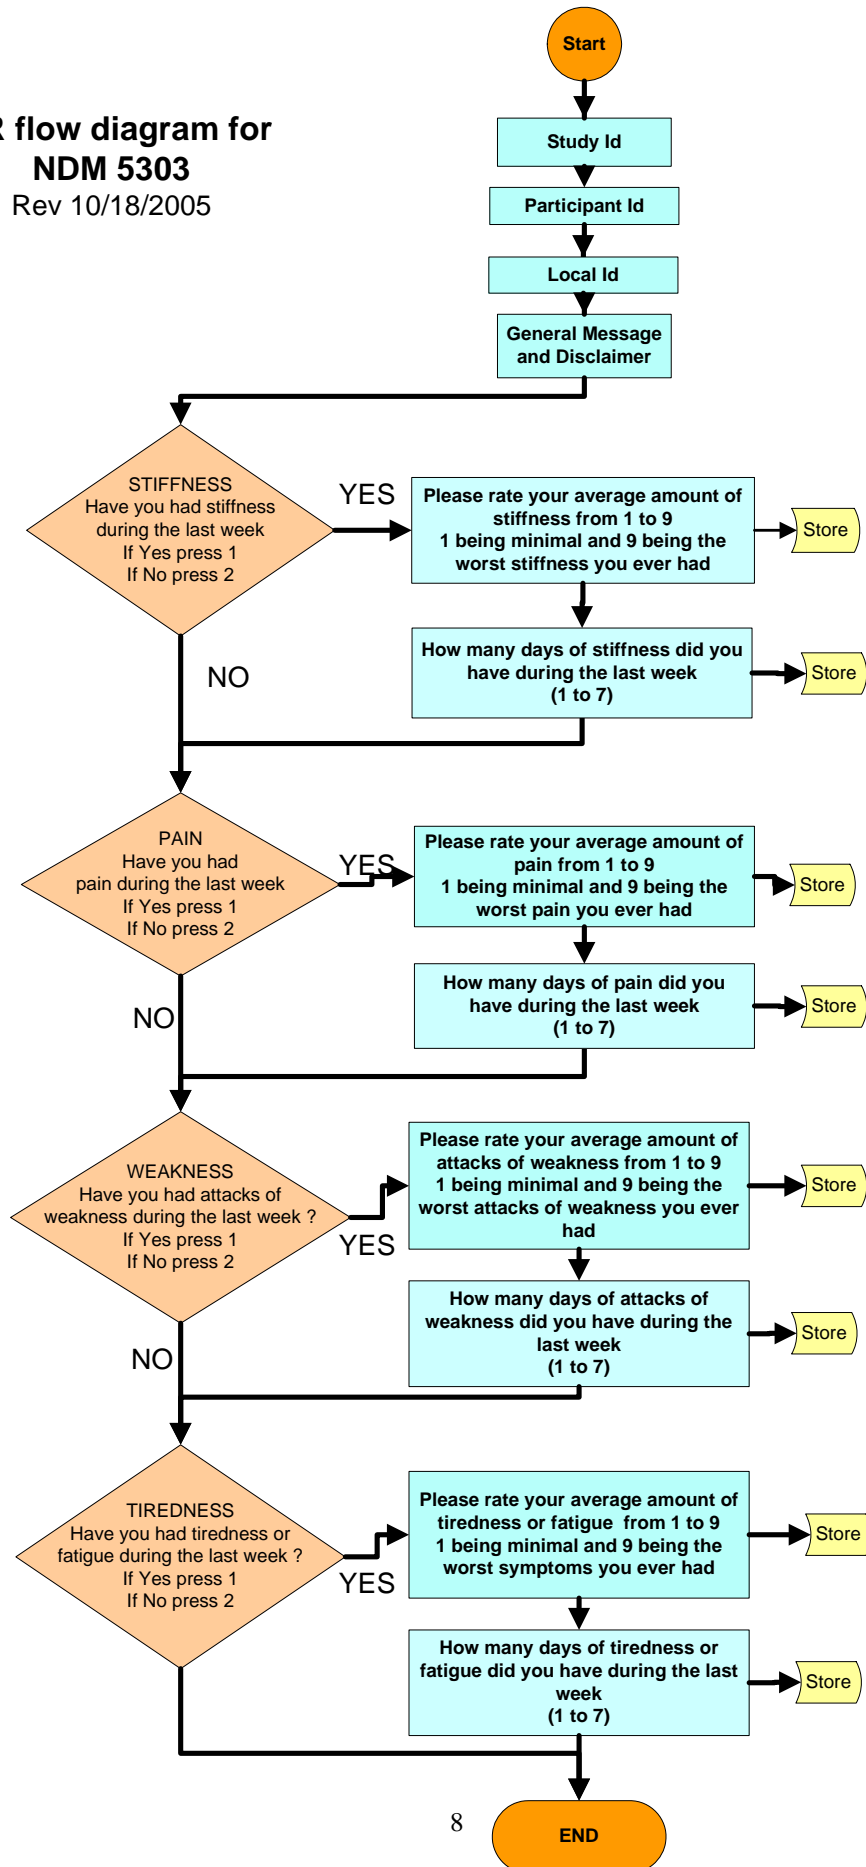 Start
R flow diagram for
NDM 5303
Rev 10/18/2005
Study Id
Participant Id
Local Id
General Message
and Disclaimer
STIFFNESS
Have you had stiffness
during the last week
If Yes press 1
If No press 2
YES
Please rate your average amount of
stiffness from 1 to 9
1 being minimal and 9 being the
worst stiffness you ever had
Store
NO
How many days of stiffness did you
have during the last week
(1 to 7)
Store
PAIN
Have you had
pain during the last week
If Yes press 1
If No press 2
YES
Please rate your average amount of
pain from 1 to 9
1 being minimal and 9 being the
worst pain you ever had
Store
NO
How many days of pain did you
have during the last week
(1 to 7)
Store
WEAKNESS
Have you had attacks of
weakness during the last week ?
If Yes press 1
If No press 2
YES
Please rate your average amount of
attacks of weakness from 1 to 9
1 being minimal and 9 being the
worst attacks of weakness you ever
had
Store
NO
How many days of attacks of
weakness did you have during the
last week
(1 to 7)
Store
TIREDNESS
Have you had tiredness or
fatigue during the last week ?
If Yes press 1
If No press 2
YES
Please rate your average amount of
tiredness or fatigue from 1 to 9
1 being minimal and 9 being the
worst symptoms you ever had
Store
How many days of tiredness or
fatigue did you have during the last
week
(1 to 7)
Store
8
END